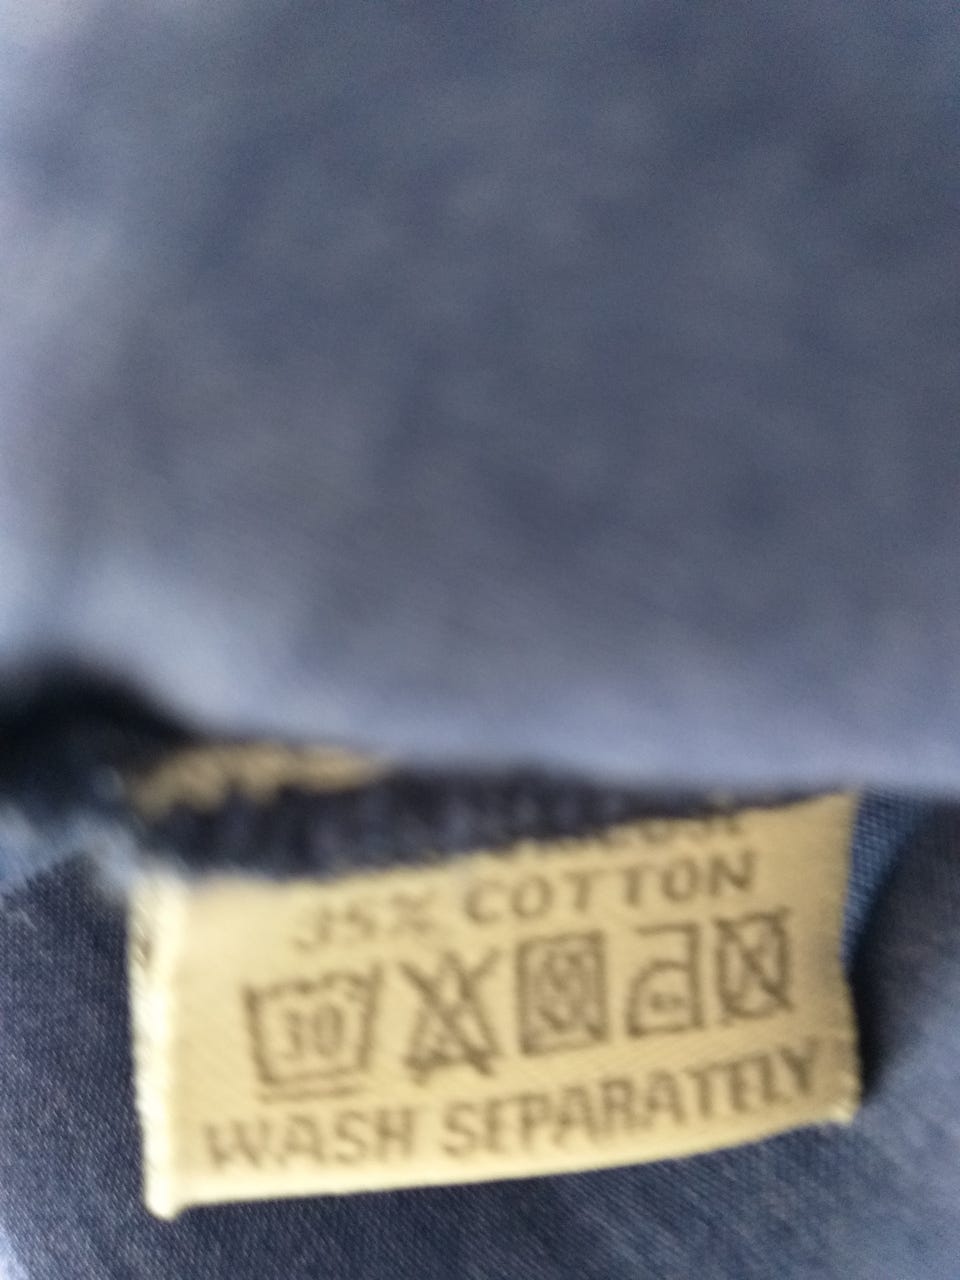 35% COTTON
30
WASH SEPARATELY